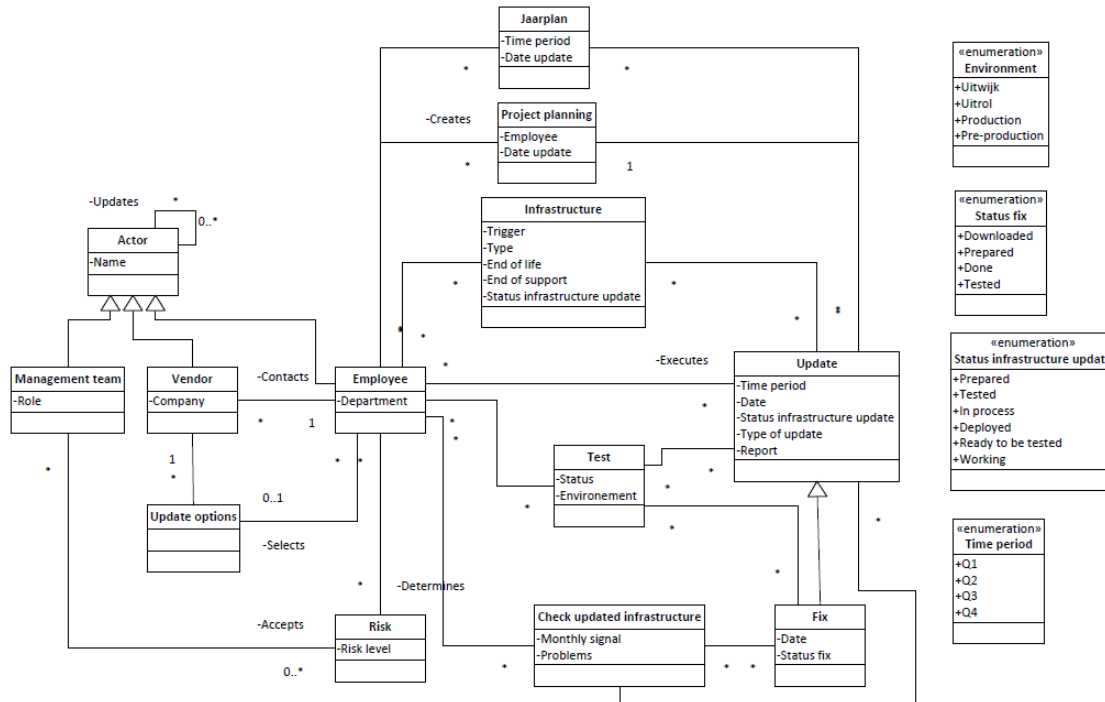 Jaarplan
-Time period
-Date update
*
*
-Creates
Project planning
-Employee
-Date update
*
1
«enumeration»
Environment
+Uitwijk
+Uitrol
+Production
+Pre-production
-Updates
*
0..*
Actor
-Name
Infrastructure
-Trigger
-Type
-End of life
-End of support
-Status infrastructure update
*
*
«enumeration»
Status fix
+Downloaded
+Prepared
+Done
+Tested
*
*
*
*
*
Management team
-Role
Vendor
-Company
-Contacts
Employee
-Department
-Executes
Update
-Time period
-Date
-Status infrastructure update
-Type of update
-Report
«enumeration»
Status infrastructure updat
+Prepared
+Tested
+In process
+Deployed
+Ready to be tested
+Working
*
1
*
*
*
*
1
*
*
*
Test
-Status
-Environement
*
*
*
*
*
Update options
0..1
-Selects
«enumeration»
Time period
+Q1
+Q2
+Q3
+Q4
*
-Determines
*
-Accepts
Risk
-Risk level
0..*
Check updated infrastructure
-Monthly signal
-Problems
*
*
*
Fix
-Date
-Status fix